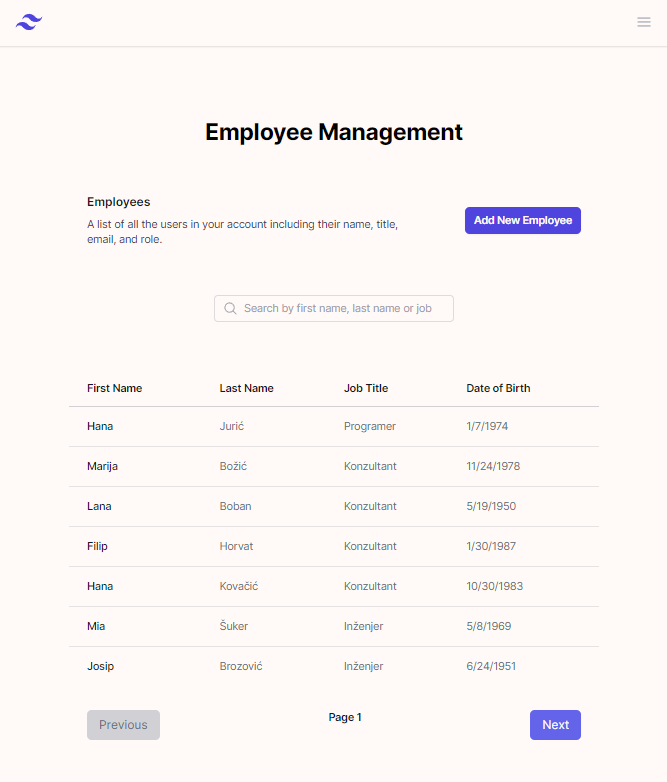 Employee Management
Employees
A list of all the users in your account including their name, title,
email, and role.
Add New Employee
Search by first name, last name or job
First Name Last Name Job Title Date of Birth
Hana Jurić Programer 1/7/1974
Marija Božić Konzultant 11/24/1978
Lana Boban Konzultant 5/19/1950
Filip Horvat Konzultant 1/30/1987
Hana Kovačić Konzultant 10/30/1983
Mia Šuker Inženjer 5/8/1969
Josip Brozović Inženjer 6/24/1951
Previous Page 1 Next